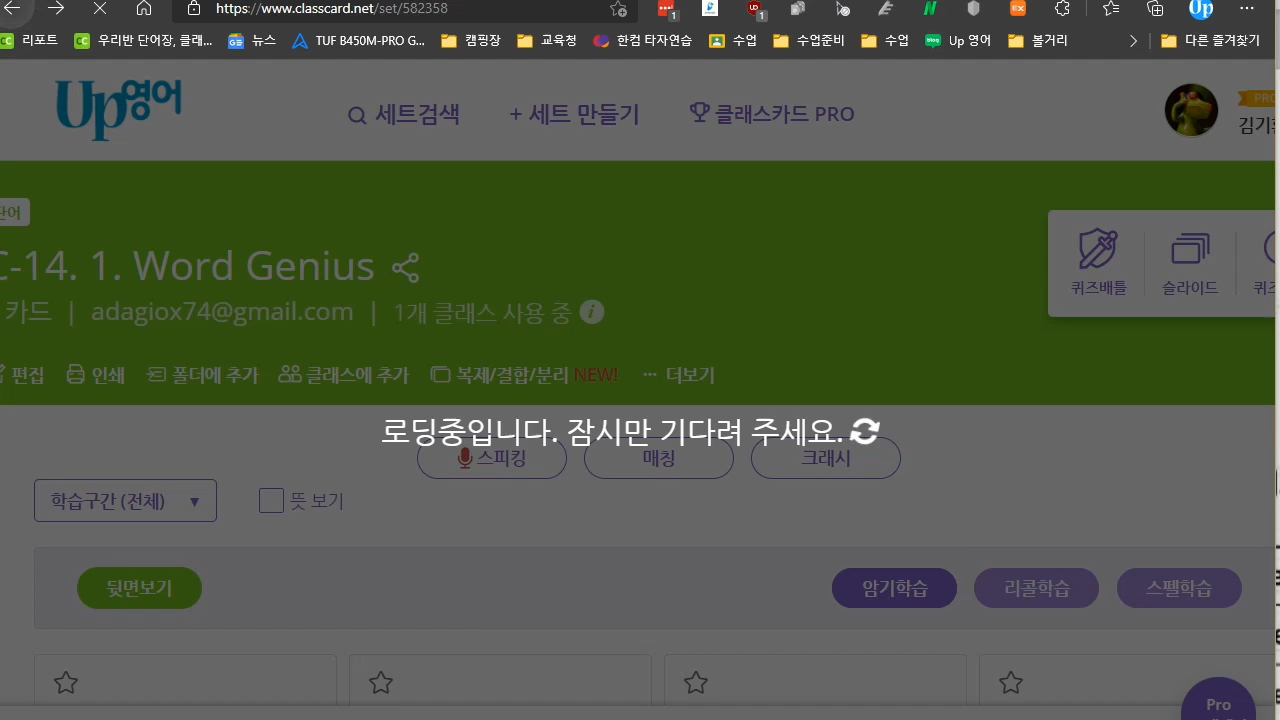 https://www.classcard.net/set/582358
리포트 우리반 단어장, 클래... 뉴스 TUF B450M-PRO G... 캠핑장 교육청 한컴 타자연습 수업 수업준비 수업 Up 영어 볼거리 다른 즐겨찾기
Up영어
세트검색 + 세트 만들기 클래스카드 PRO
PRO
C-14. 1. Word Genius
카드 | adagiox74@gmail.com | 1개 클래스 사용 중
퀴즈배틀 슬라이드
편집 인쇄 폴더에 추가 클래스에 추가 복제/결합/분리 NEW! ··· 더보기
로딩중입니다. 잠시만 기다려 주세요.
스피킹 매칭 크래시
학습구간 (전체) ▼ 뜻 보기
뒷면보기 암기학습 리콜학습 스펠학습
Pro